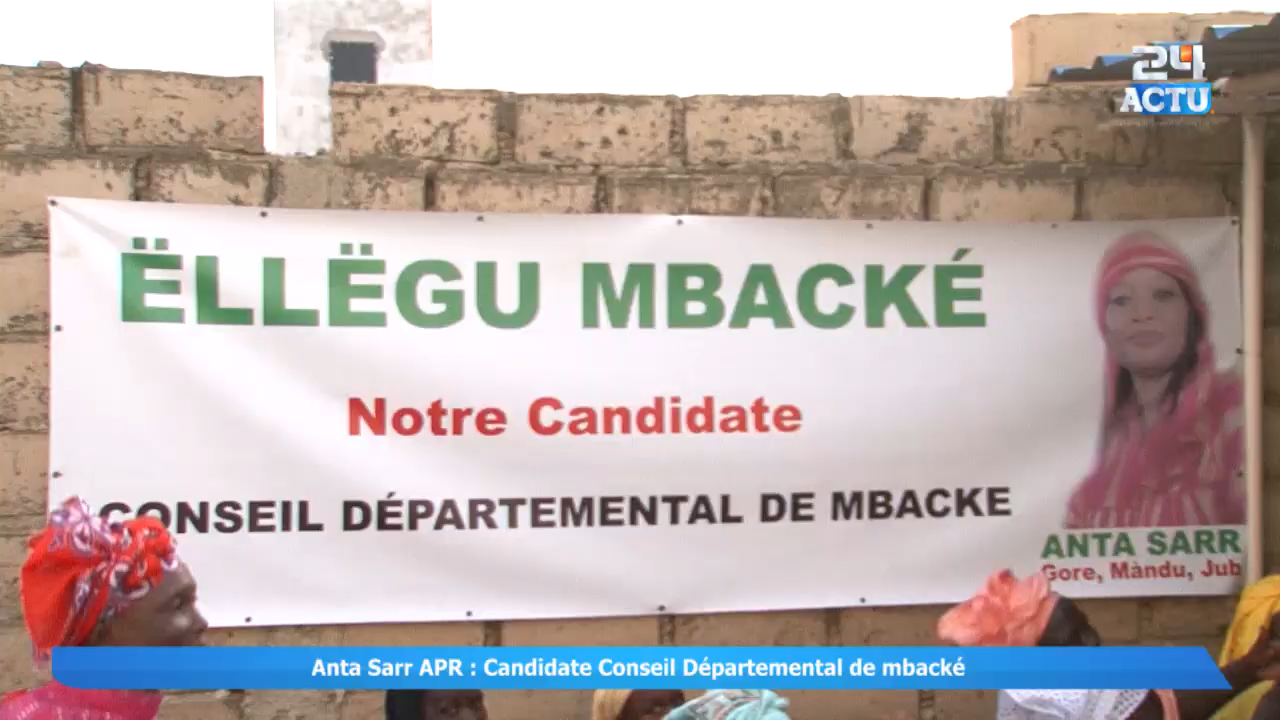 24
ACTU
ËLLËGU MBACKÉ
Notre Candidate
CONSEIL DÉPARTEMENTAL DE MBACKE
ANTA SARR
Gore, Màndu, Jub
Anta Sarr APR : Candidate Conseil Départemental de mbacké